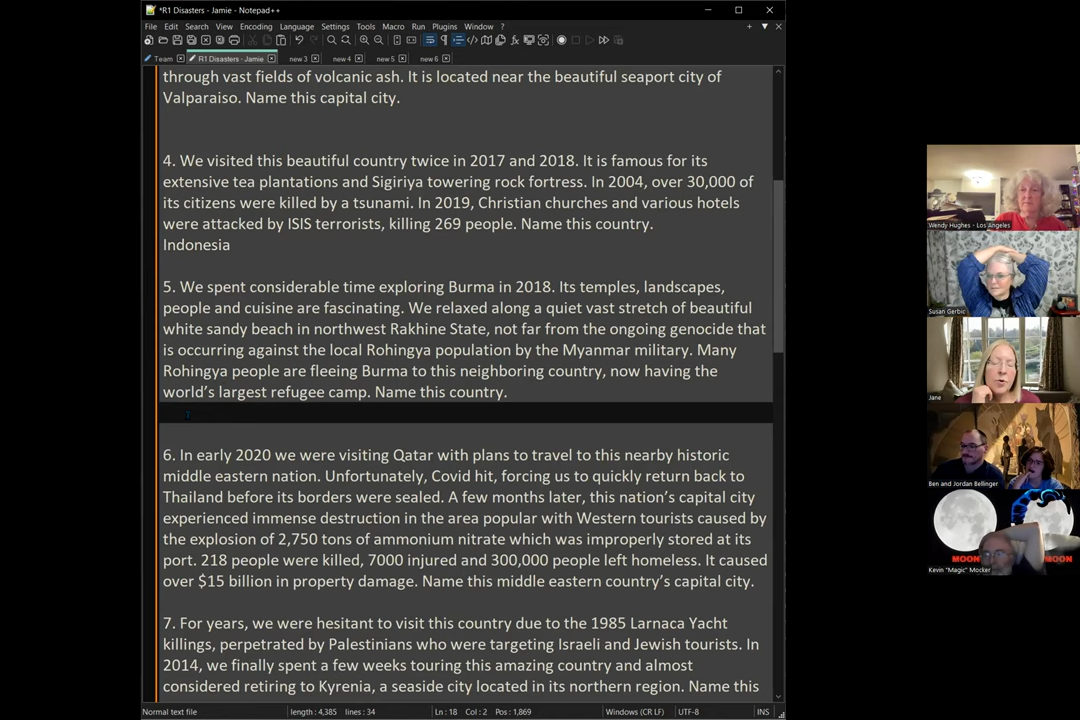 *R1 Disasters - Jamie - Notepad++
File Edit Search View Encoding Language Settings Tools Macro Run Plugins Window ?
Team R1 Disasters - Jamie new 3 new 4 new 5 new 6
through vast fields of volcanic ash. It is located near the beautiful seaport city of
Valparaiso. Name this capital city.
4. We visited this beautiful country twice in 2017 and 2018. It is famous for its
extensive tea plantations and Sigiriya towering rock fortress. In 2004, over 30,000 of
its citizens were killed by a tsunami. In 2019, Christian churches and various hotels
were attacked by ISIS terrorists, killing 269 people. Name this country.
Indonesia
5. We spent considerable time exploring Burma in 2018. Its temples, landscapes,
people and cuisine are fascinating. We relaxed along a quiet vast stretch of beautiful
white sandy beach in northwest Rakhine State, not far from the ongoing genocide that
is occurring against the local Rohingya population by the Myanmar military. Many
Rohingya people are fleeing Burma to this neighboring country, now having the
world's largest refugee camp. Name this country.
6. In early 2020 we were visiting Qatar with plans to travel to this nearby historic
middle eastern nation. Unfortunately, Covid hit, forcing us to quickly return back to
Thailand before its borders were sealed. A few months later, this nation's capital city
experienced immense destruction in the area popular with Western tourists caused by
the explosion of 2,750 tons of ammonium nitrate which was improperly stored at its
port. 218 people were killed, 7000 injured and 300,000 people left homeless. It caused
over $15 billion in property damage. Name this middle eastern country's capital city.
7. For years, we were hesitant to visit this country due to the 1985 Larnaca Yacht
killings, perpetrated by Palestinians who were targeting Israeli and Jewish tourists. In
2014, we finally spent a few weeks touring this amazing country and almost
considered retiring to Kyrenia, a seaside city located in its northern region. Name this
Normal text file length : 4,385 lines : 34 Ln : 18 Col : 2 Pos : 1,869 Windows (CR LF) UTF-8 INS
Wendy Hughes - Los Angeles
Susan Gerbic
Jane
Ben and Jordan Bellinger
MOON
Kevin "Magic" Mocker